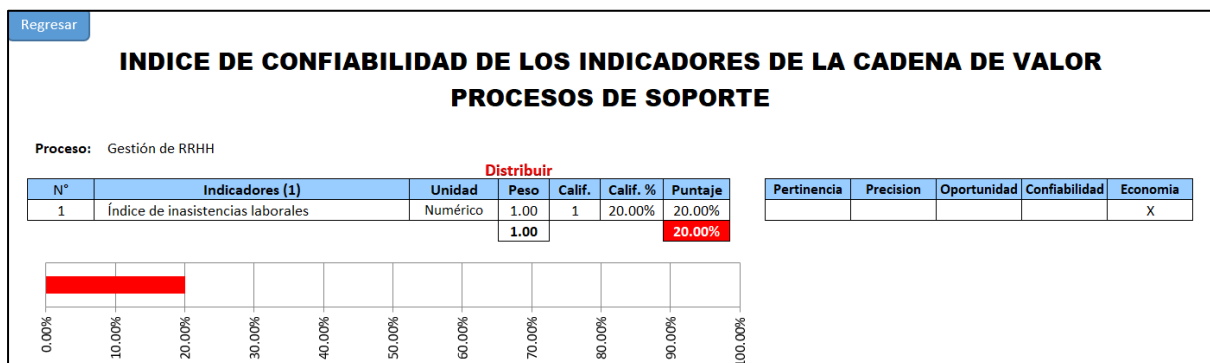 Regresar
INDICE DE CONFIABILIDAD DE LOS INDICADORES DE LA CADENA DE VALOR
PROCESOS DE SOPORTE
Proceso: Gestión de RRHH
Distribuir
N° Indicadores (1) Unidad Peso Calif. Calif. % Puntaje Pertinencia Precision Oportunidad Confiabilidad Economia
1 Índice de inasistencias laborales Numérico 1.00 1 20.00% 20.00% X
1.00 20.00%
0.00% 10.00% 20.00% 30.00% 40.00% 50.00% 60.00% 70.00% 80.00% 90.00% 100.00%